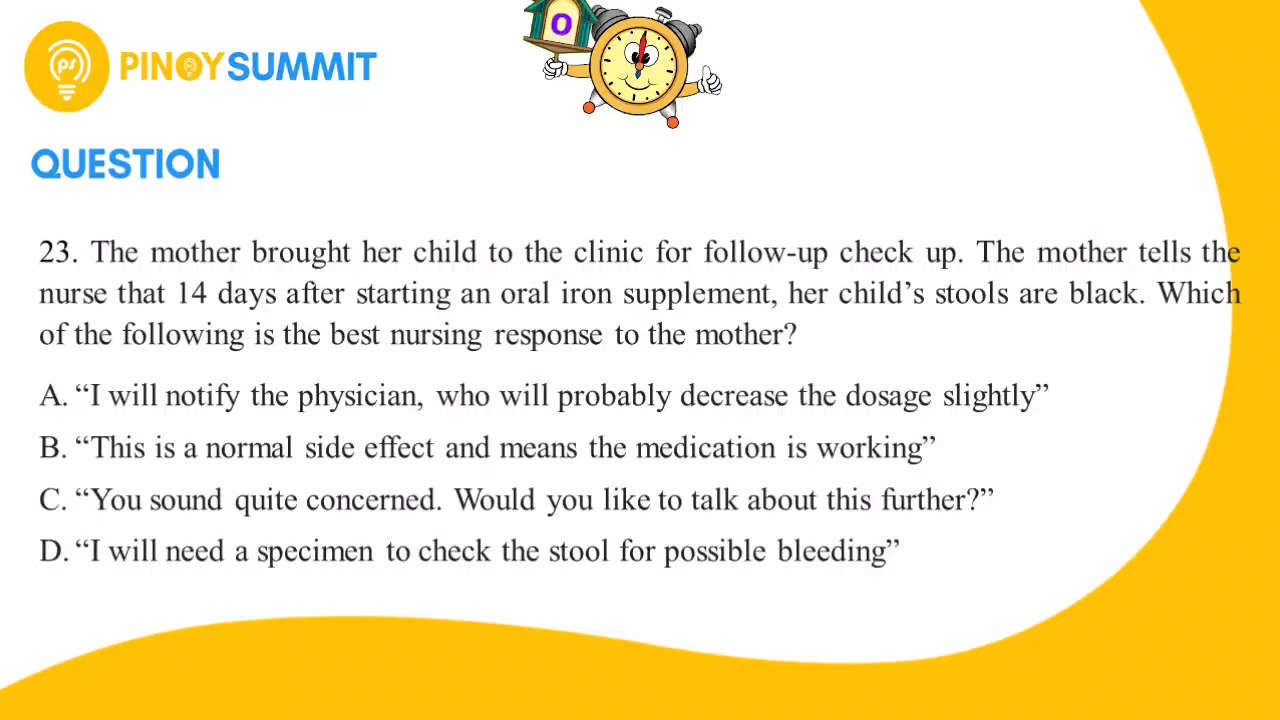 O
ps
PINOYSUMMIT
QUESTION
23. The mother brought her child to the clinic for follow-up check up. The mother tells the
nurse that 14 days after starting an oral iron supplement, her child’s stools are black. Which
of the following is the best nursing response to the mother?
A. “I will notify the physician, who will probably decrease the dosage slightly”
B. “This is a normal side effect and means the medication is working”
C. “You sound quite concerned. Would you like to talk about this further?”
D. “I will need a specimen to check the stool for possible bleeding”